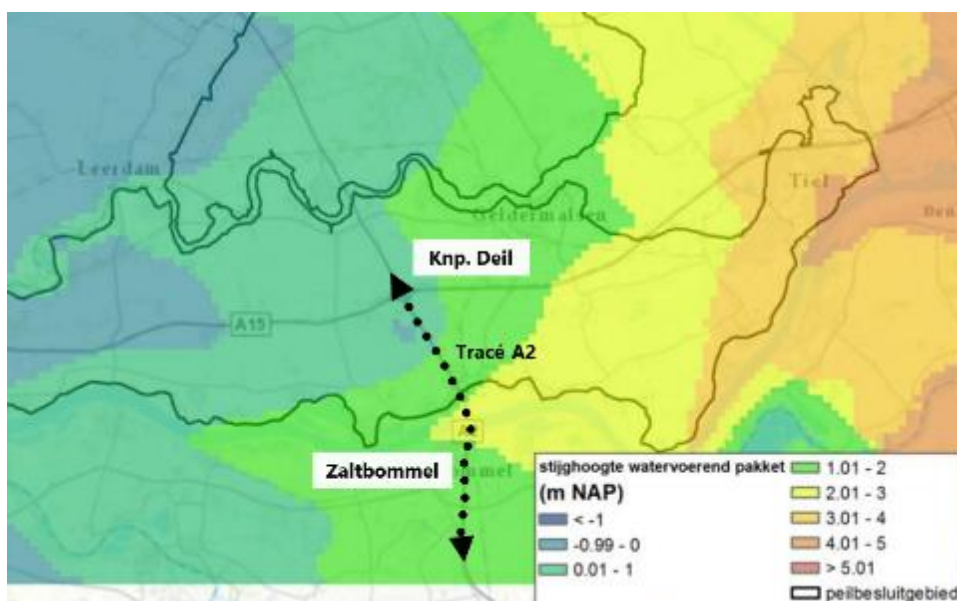 Leerdam
Tiel
Geldermalsen
Knp. Deil
A15
Tracé A2
Zaltbommel
mmel
stijghoogte watervoerend pakket
(m NAP)
< -1
-0.99 - 0
0.01 - 1
1.01 - 2
2.01 - 3
3.01 - 4
4.01 - 5
> 5.01
peilbesluitgebied